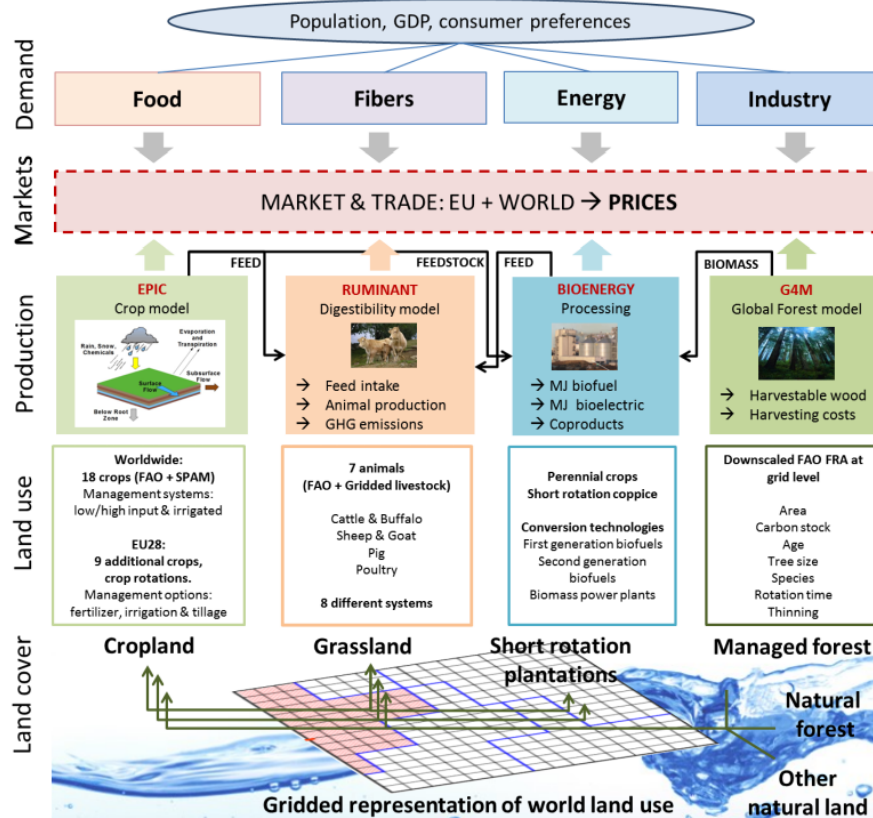 Population, GDP, consumer preferences
Demand
Food
Fibers
Energy
Industry
Markets
MARKET & TRADE: EU + WORLD → PRICES
FEED
FEEDSTOCK
FEED
BIOMASS
Production
EPIC
Crop model
Rain, Snow,
Chemicals
Evaporation
and
Transpiration
Subsurface
Flow
Surface
Flow
Below Root
Zone
RUMINANT
Digestibility model
→ Feed intake
→ Animal production
→ GHG emissions
BIOENERGY
Processing
→ MJ biofuel
→ MJ bioelectric
→ Coproducts
G4M
Global Forest model
→ Harvestable wood
→ Harvesting costs
Land use
Worldwide:
18 crops (FAO + SPAM)
Management systems:
low/high input & irrigated
EU28:
9 additional crops,
crop rotations.
Management options:
fertilizer, irrigation & tillage
7 animals
(FAO + Gridded livestock)
Cattle & Buffalo
Sheep & Goat
Pig
Poultry
8 different systems
Perennial crops
Short rotation coppice
Conversion technologies
First generation biofuels
Second generation
biofuels
Biomass power plants
Downscaled FAO FRA at
grid level
Area
Carbon stock
Age
Tree size
Species
Rotation time
Thinning
Land cover
Cropland
Grassland
Short rotation
plantations
Managed forest
Natural
forest
Other
natural land
Gridded representation of world land use